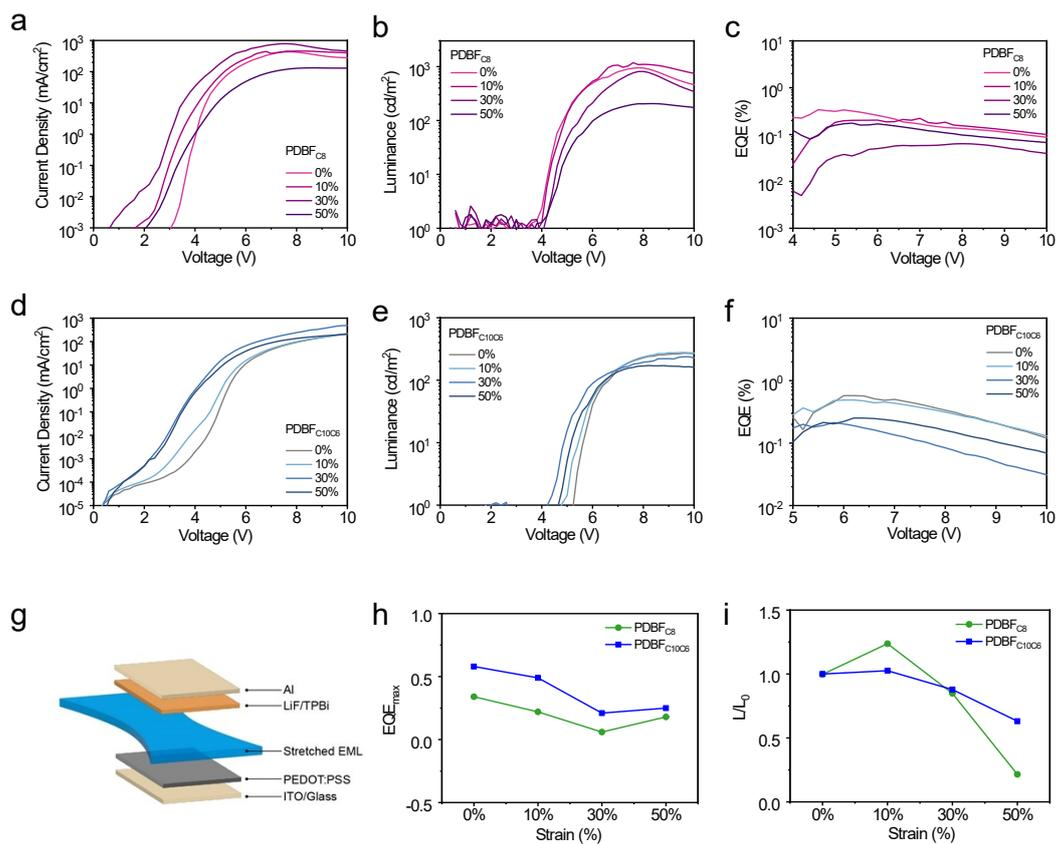 a
Current Density (mA/cm²)
10³
10²
10¹
10⁰
10⁻¹
10⁻²
10⁻³
0 2 4 6 8 10
Voltage (V)
PDBF_C8
0%
10%
30%
50%
b
Luminance (cd/m²)
10³
10²
10¹
10⁰
0 2 4 6 8 10
Voltage (V)
PDBF_C8
0%
10%
30%
50%
c
EQE (%)
10¹
10⁰
10⁻¹
10⁻²
10⁻³
4 5 6 7 8 9 10
Voltage (V)
PDBF_C8
0%
10%
30%
50%
d
Current Density (mA/cm²)
10³
10²
10¹
10⁰
10⁻¹
10⁻²
10⁻³
10⁻⁴
10⁻⁵
0 2 4 6 8 10
Voltage (V)
PDBF_C10C6
0%
10%
30%
50%
e
Luminance (cd/m²)
10³
10²
10¹
10⁰
0 2 4 6 8 10
Voltage (V)
PDBF_C10C6
0%
10%
30%
50%
f
EQE (%)
10¹
10⁰
10⁻¹
10⁻²
5 6 7 8 9 10
Voltage (V)
PDBF_C10C6
0%
10%
30%
50%
g
Al
LiF/TPBi
Stretched EML
PEDOT:PSS
ITO/Glass
h
EQE_max
1.0
0.5
0.0
-0.5
0% 10% 30% 50%
Strain (%)
PDBF_C8
PDBF_C10C6
i
L/L₀
1.5
1.0
0.5
0.0
0% 10% 30% 50%
Strain (%)
PDBF_C8
PDBF_C10C6